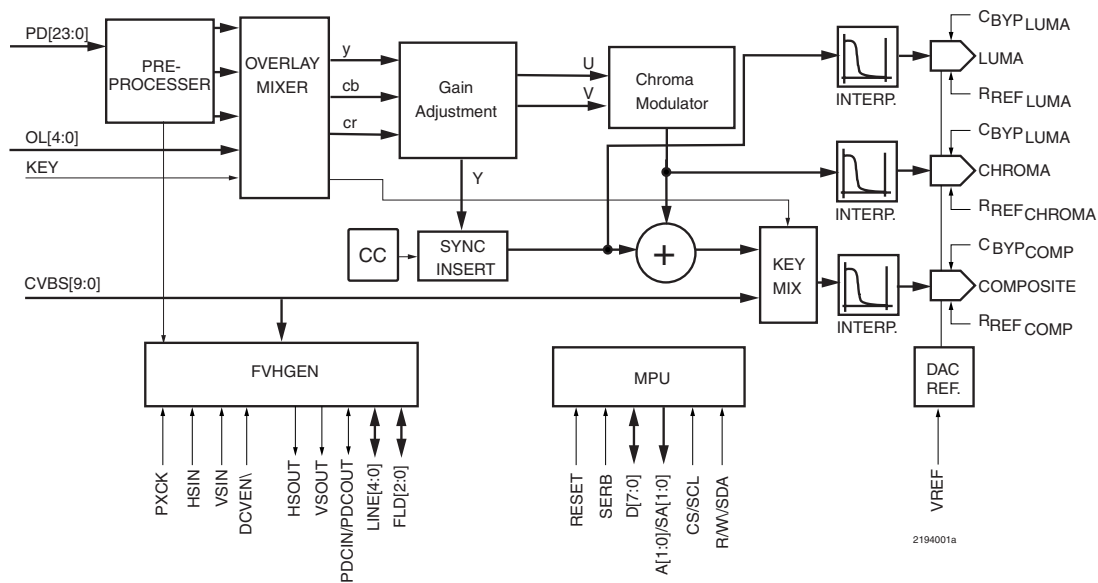 PD[23:0]
PRE-
PROCESSER
OVERLAY
MIXER
y
cb
cr
Gain
Adjustment
U
V
Chroma
Modulator
INTERP.
CBYPLUMA
LUMA
RREFLUMA
OL[4:0]
KEY
Y
CBYPLUMA
CHROMA
RREFCHROMA
INTERP.
CC
SYNC
INSERT
+
KEY
MIX
CVBS[9:0]
CBYPCOMP
COMPOSITE
RREFCOMP
INTERP.
FVHGEN
MPU
DAC
REF.
PXCK
HSIN
VSIN
DCVEN\
HSOUT
VSOUT
PDCIN/PDCOUT
LINE[4:0]
FLD[2:0]
RESET
SERB
D[7:0]
A[1:0]/SA[1:0]
CS/SCL
R/W\/SDA
VREF
2194001a